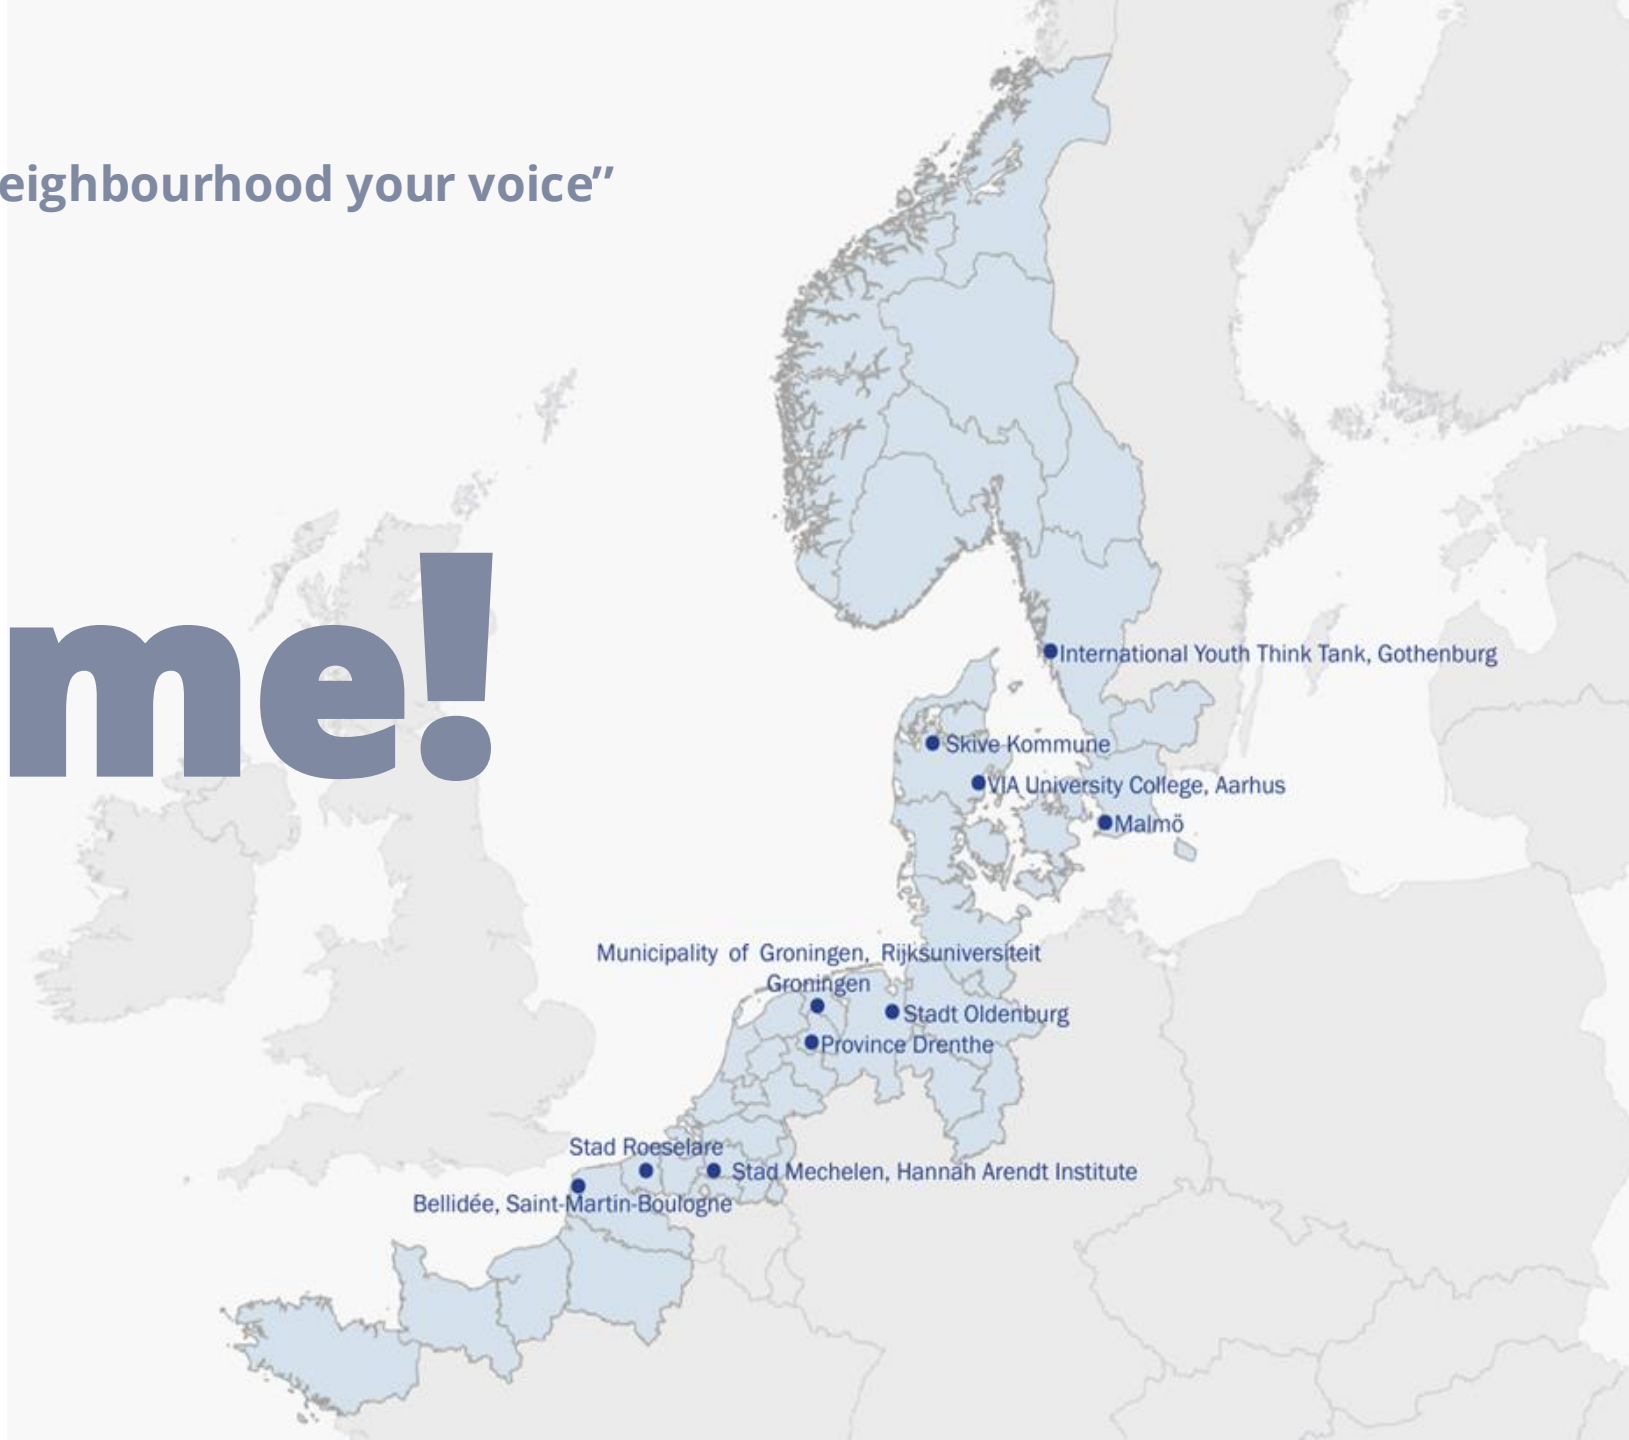 eighbourhood your voice”
me!
International Youth Think Tank, Gothenburg
Skive Kommune
VIA University College, Aarhus
Malmö
Municipality of Groningen, Rijksuniversiteit
Groningen
Stadt Oldenburg
Province Drenthe
Stad Roeselare
Stad Mechelen, Hannah Arendt Institute
Bellidée, Saint-Martin-Boulogne